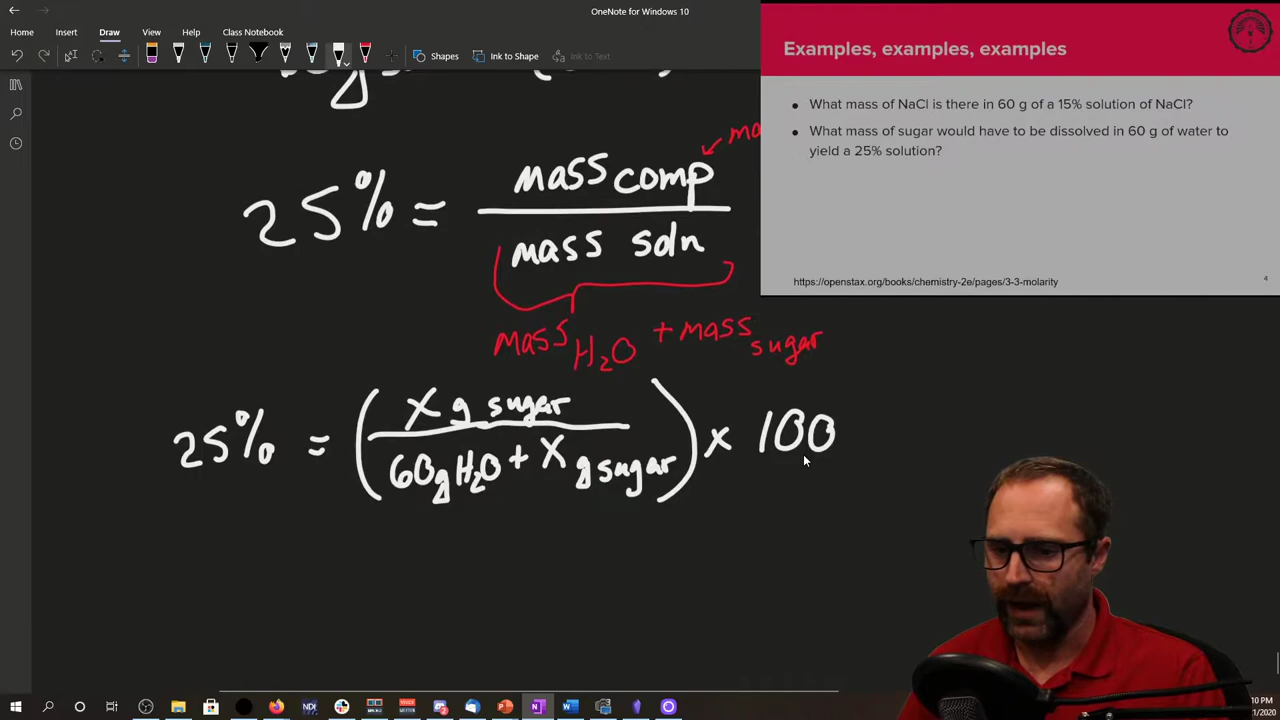 OneNote for Windows 10
Home Insert Draw View Help Class Notebook
Shapes Ink to Shape Ink to Text
25% = mass comp
mass soln
mass H₂O + mass sugar
25% = (x g sugar
60g H₂O + x g sugar) x 100
Examples, examples, examples
• What mass of NaCl is there in 60 g of a 15% solution of NaCl?
• What mass of sugar would have to be dissolved in 60 g of water to
yield a 25% solution?
https://openstax.org/books/chemistry-2e/pages/3-3-molarity
4